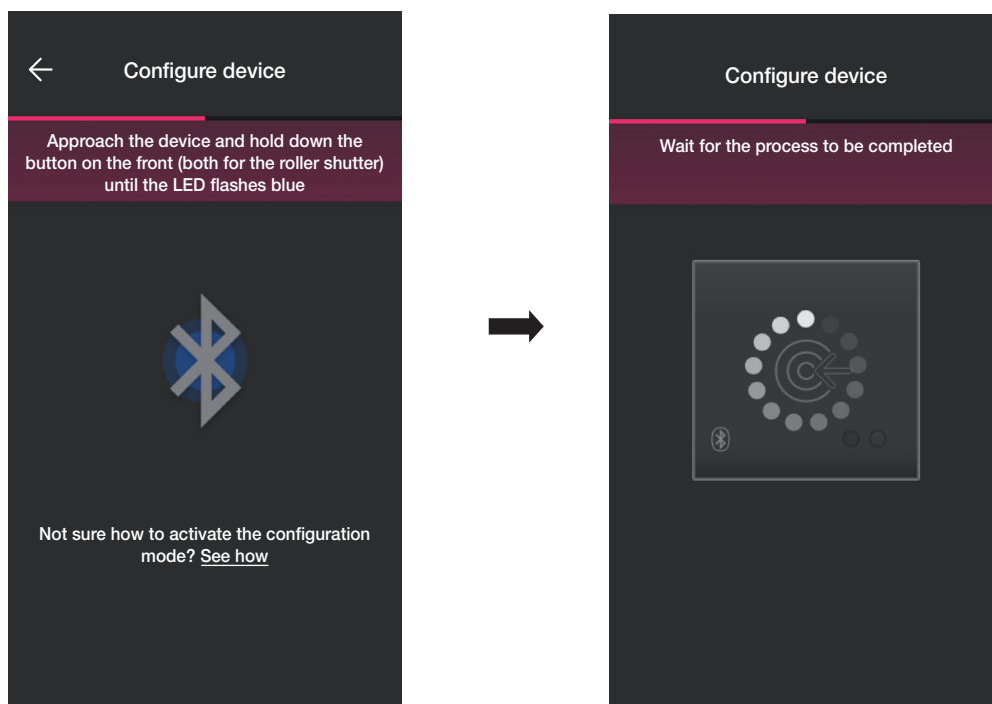 Configure device
Approach the device and hold down the
button on the front (both for the roller shutter)
until the LED flashes blue
Not sure how to activate the configuration
mode? See how
Configure device
Wait for the process to be completed